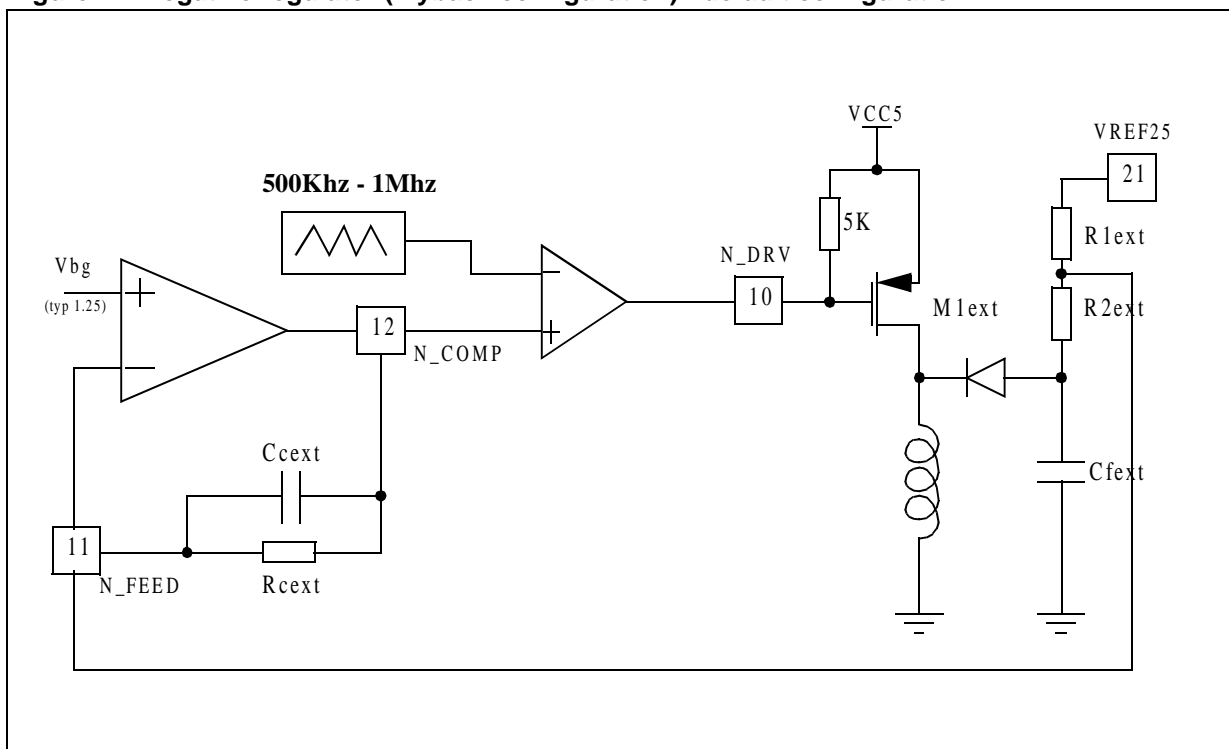 VCC5
VREF25
21
500Khz - 1Mhz
5K
R1ext
Vbg
(typ 1.25)
+
−
N_DRV
10
−
+
M1ext
R2ext
12
N_COMP
−
Ccext
Cfext
11
N_FEED
Rcext